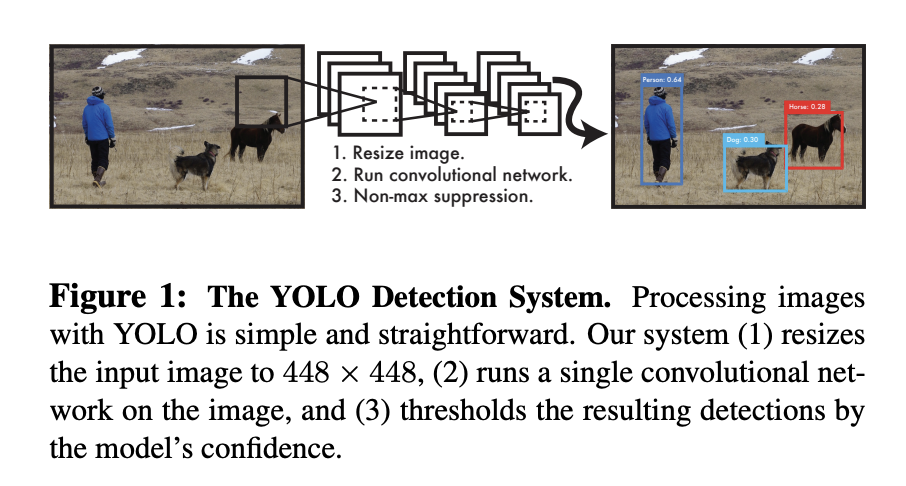 Person: 0.64
Horse: 0.28
Dog: 0.30
1. Resize image.
2. Run convolutional network.
3. Non-max suppression.
Figure 1: The YOLO Detection System. Processing images
with YOLO is simple and straightforward. Our system (1) resizes
the input image to 448 × 448, (2) runs a single convolutional net-
work on the image, and (3) thresholds the resulting detections by
the model’s confidence.